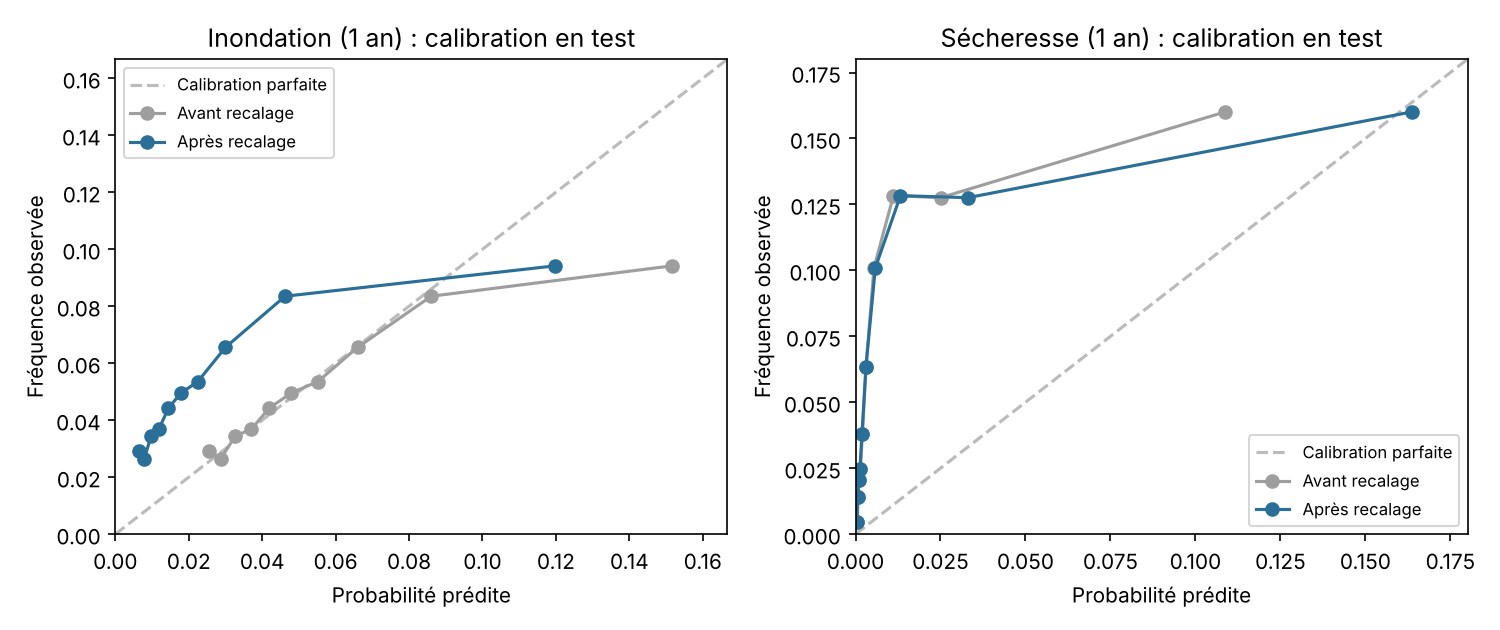 Inondation (1 an) : calibration en test
Calibration parfaite
Avant recalage
Après recalage
0.16
0.14
0.12
0.10
0.08
0.06
0.04
0.02
0.00
Fréquence observée
0.00 0.02 0.04 0.06 0.08 0.10 0.12 0.14 0.16
Probabilité prédite
Sécheresse (1 an) : calibration en test
0.175
0.150
0.125
0.100
0.075
0.050
0.025
0.000
Fréquence observée
Calibration parfaite
Avant recalage
Après recalage
0.000 0.025 0.050 0.075 0.100 0.125 0.150 0.175
Probabilité prédite